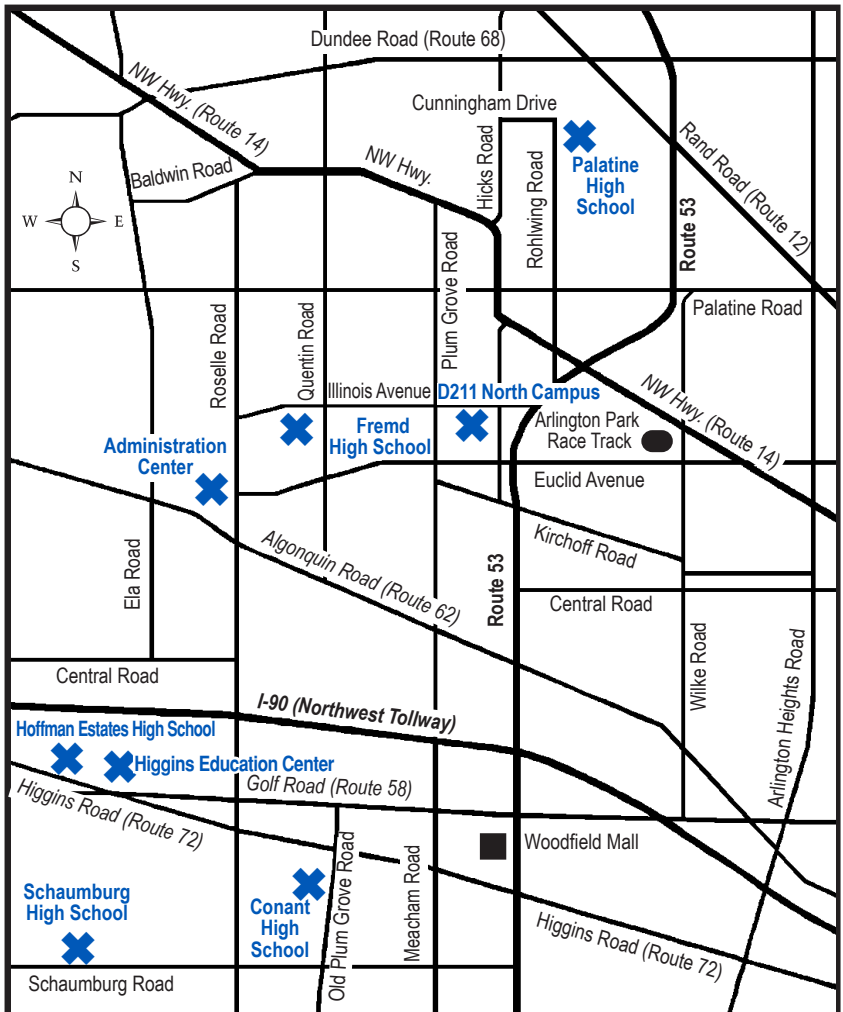 Dundee Road (Route 68)
NW Hwy. (Route 14)
Cunningham Drive
Rand Road (Route 12)
Baldwin Road
NW Hwy.
Hicks Road
Palatine
High
School
Rohlwing Road
Route 53
N
W
E
S
Plum Grove Road
Palatine Road
Roselle Road
Quentin Road
Illinois Avenue
D211 North Campus
NW Hwy. (Route 14)
Fremd
High School
Arlington Park
Race Track
Administration
Center
Euclid Avenue
Ela Road
Algonquin Road (Route 62)
Kirchoff Road
Route 53
Central Road
Wilke Road
Arlington Heights Road
Central Road
I-90 (Northwest Tollway)
Hoffman Estates High School
Higgins Education Center
Golf Road (Route 58)
Higgins Road (Route 72)
Woodfield Mall
Old Plum Grove Road
Meacham Road
Schaumburg
High School
Conant
High
School
Higgins Road (Route 72)
Schaumburg Road